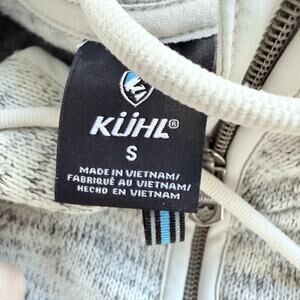 KÜHL®
S
MADE IN VIETNAM/
FABRIQUÉ AU VIETNAM/
HECHO EN VIETNAM